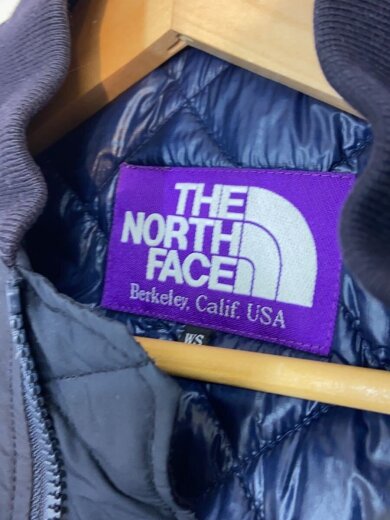 THE
NORTH
FACE
Berkeley, Calif. USA
WS